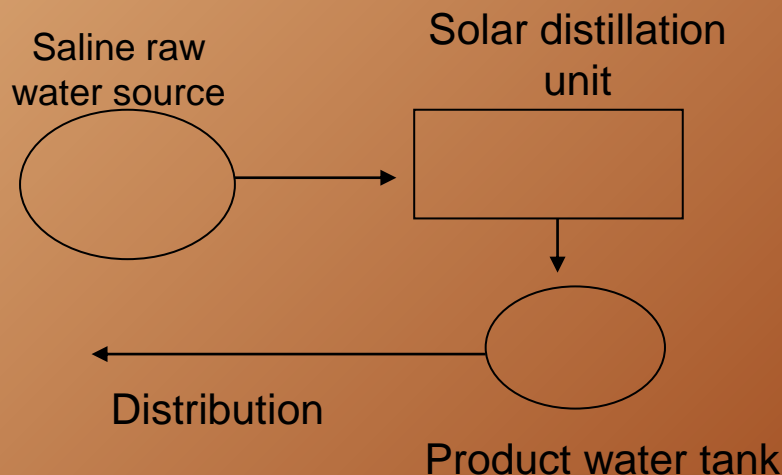 Saline raw
water source
Solar distillation
unit
Distribution
Product water tank